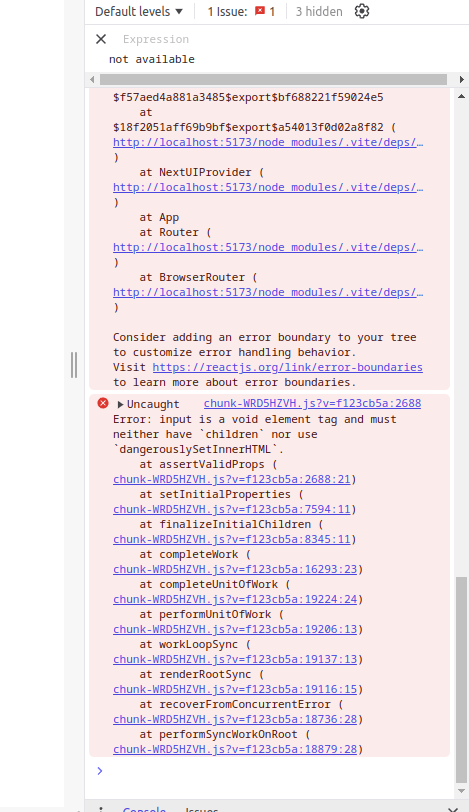 Default levels ▼ 1 Issue: 1 3 hidden
Expression
not available
$f57aed4a881a3485$export$bf688221f59024e5
at
$18f2051aff69b9bf$export$a54013f0d02a8f82 (
http://localhost:5173/node_modules/.vite/deps/…
)
at NextUIProvider (
http://localhost:5173/node_modules/.vite/deps/…
)
at App
at Router (
http://localhost:5173/node_modules/.vite/deps/…
)
at BrowserRouter (
http://localhost:5173/node_modules/.vite/deps/…
)
Consider adding an error boundary to your tree
to customize error handling behavior.
Visit https://reactjs.org/link/error-boundaries
to learn more about error boundaries.
▶Uncaught chunk-WRD5HZVH.js?v=f123cb5a:2688
Error: input is a void element tag and must
neither have `children` nor use
`dangerouslySetInnerHTML`.
at assertValidProps (
chunk-WRD5HZVH.js?v=f123cb5a:2688:21)
at setInitialProperties (
chunk-WRD5HZVH.js?v=f123cb5a:7594:11)
at finalizeInitialChildren (
chunk-WRD5HZVH.js?v=f123cb5a:8345:11)
at completeWork (
chunk-WRD5HZVH.js?v=f123cb5a:16293:23)
at completeUnitOfWork (
chunk-WRD5HZVH.js?v=f123cb5a:19224:24)
at performUnitOfWork (
chunk-WRD5HZVH.js?v=f123cb5a:19206:13)
at workLoopSync (
chunk-WRD5HZVH.js?v=f123cb5a:19137:13)
at renderRootSync (
chunk-WRD5HZVH.js?v=f123cb5a:19116:15)
at recoverFromConcurrentError (
chunk-WRD5HZVH.js?v=f123cb5a:18736:28)
at performSyncWorkOnRoot (
chunk-WRD5HZVH.js?v=f123cb5a:18879:28)
Console Issues